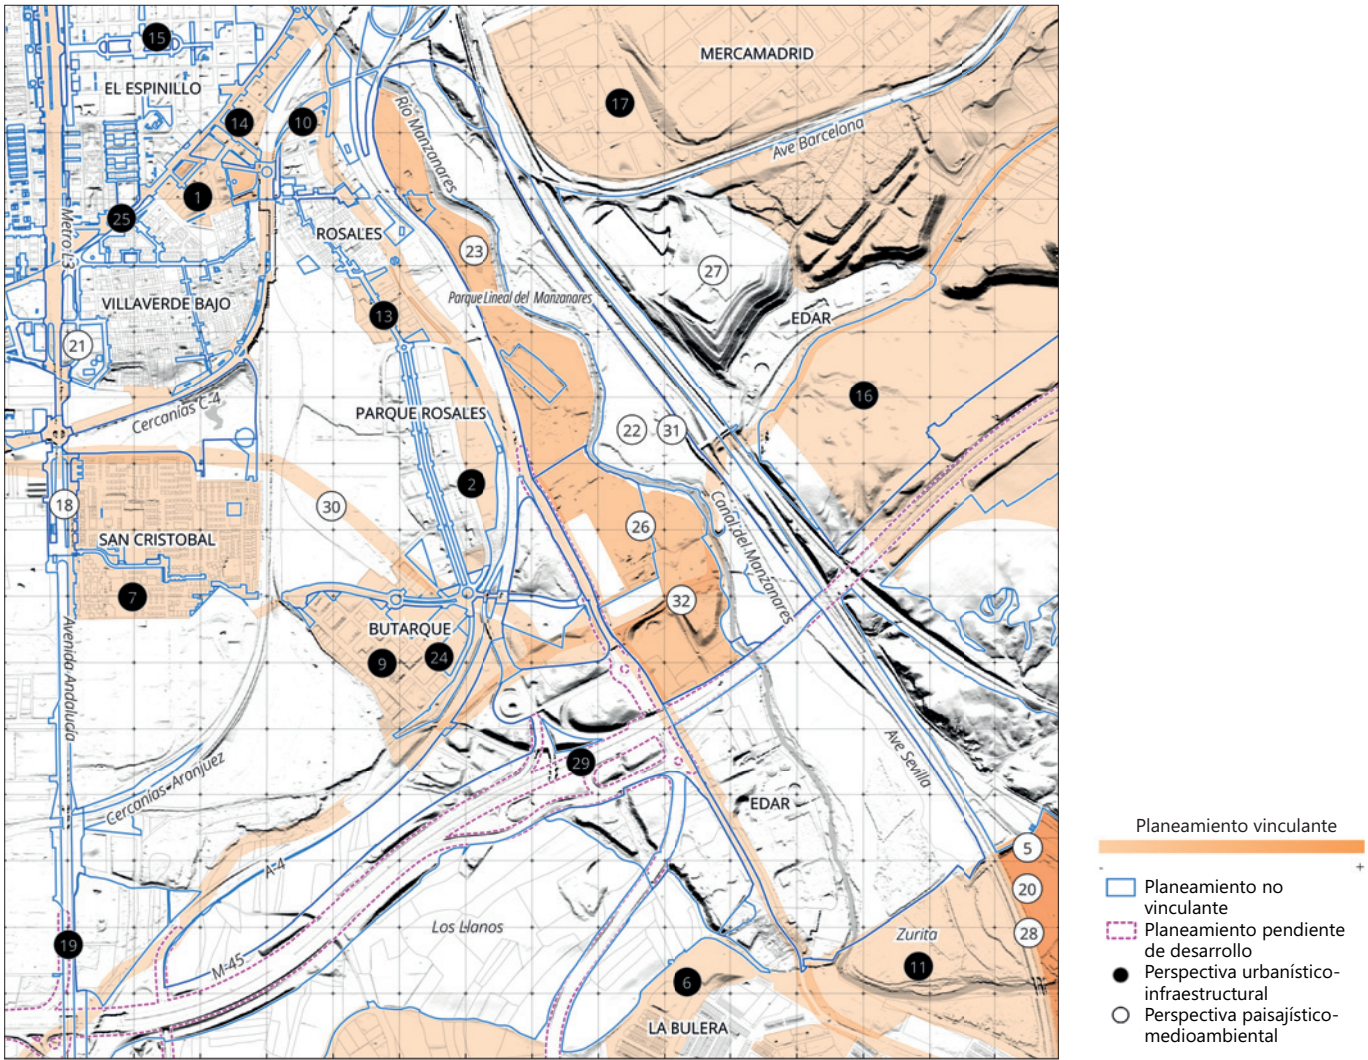 15
MERCAMADRID
EL ESPINILLO
17
14
10
Río Manzanares
Ave Barcelona
1
25
Metro L3
ROSALES
23
27
Parque Lineal del Manzanares
VILLAVERDE BAJO
13
EDAR
21
16
Cercanías C-4
PARQUE ROSALES
22
31
2
18
30
26
Canal del Manzanares
SAN CRISTOBAL
7
32
BUTARQUE
9
24
Avenida Andalucía
29
Ave Sevilla
Cercanías-Aranjuez
EDAR
5
A-4
20
Los Llanos
Zurita
28
19
M-45
11
6
LA BULERA
Planeamiento vinculante
- +
Planeamiento no
vinculante
Planeamiento pendiente
de desarrollo
Perspectiva urbanístico-
infraestructural
Perspectiva paisajístico-
medioambiental